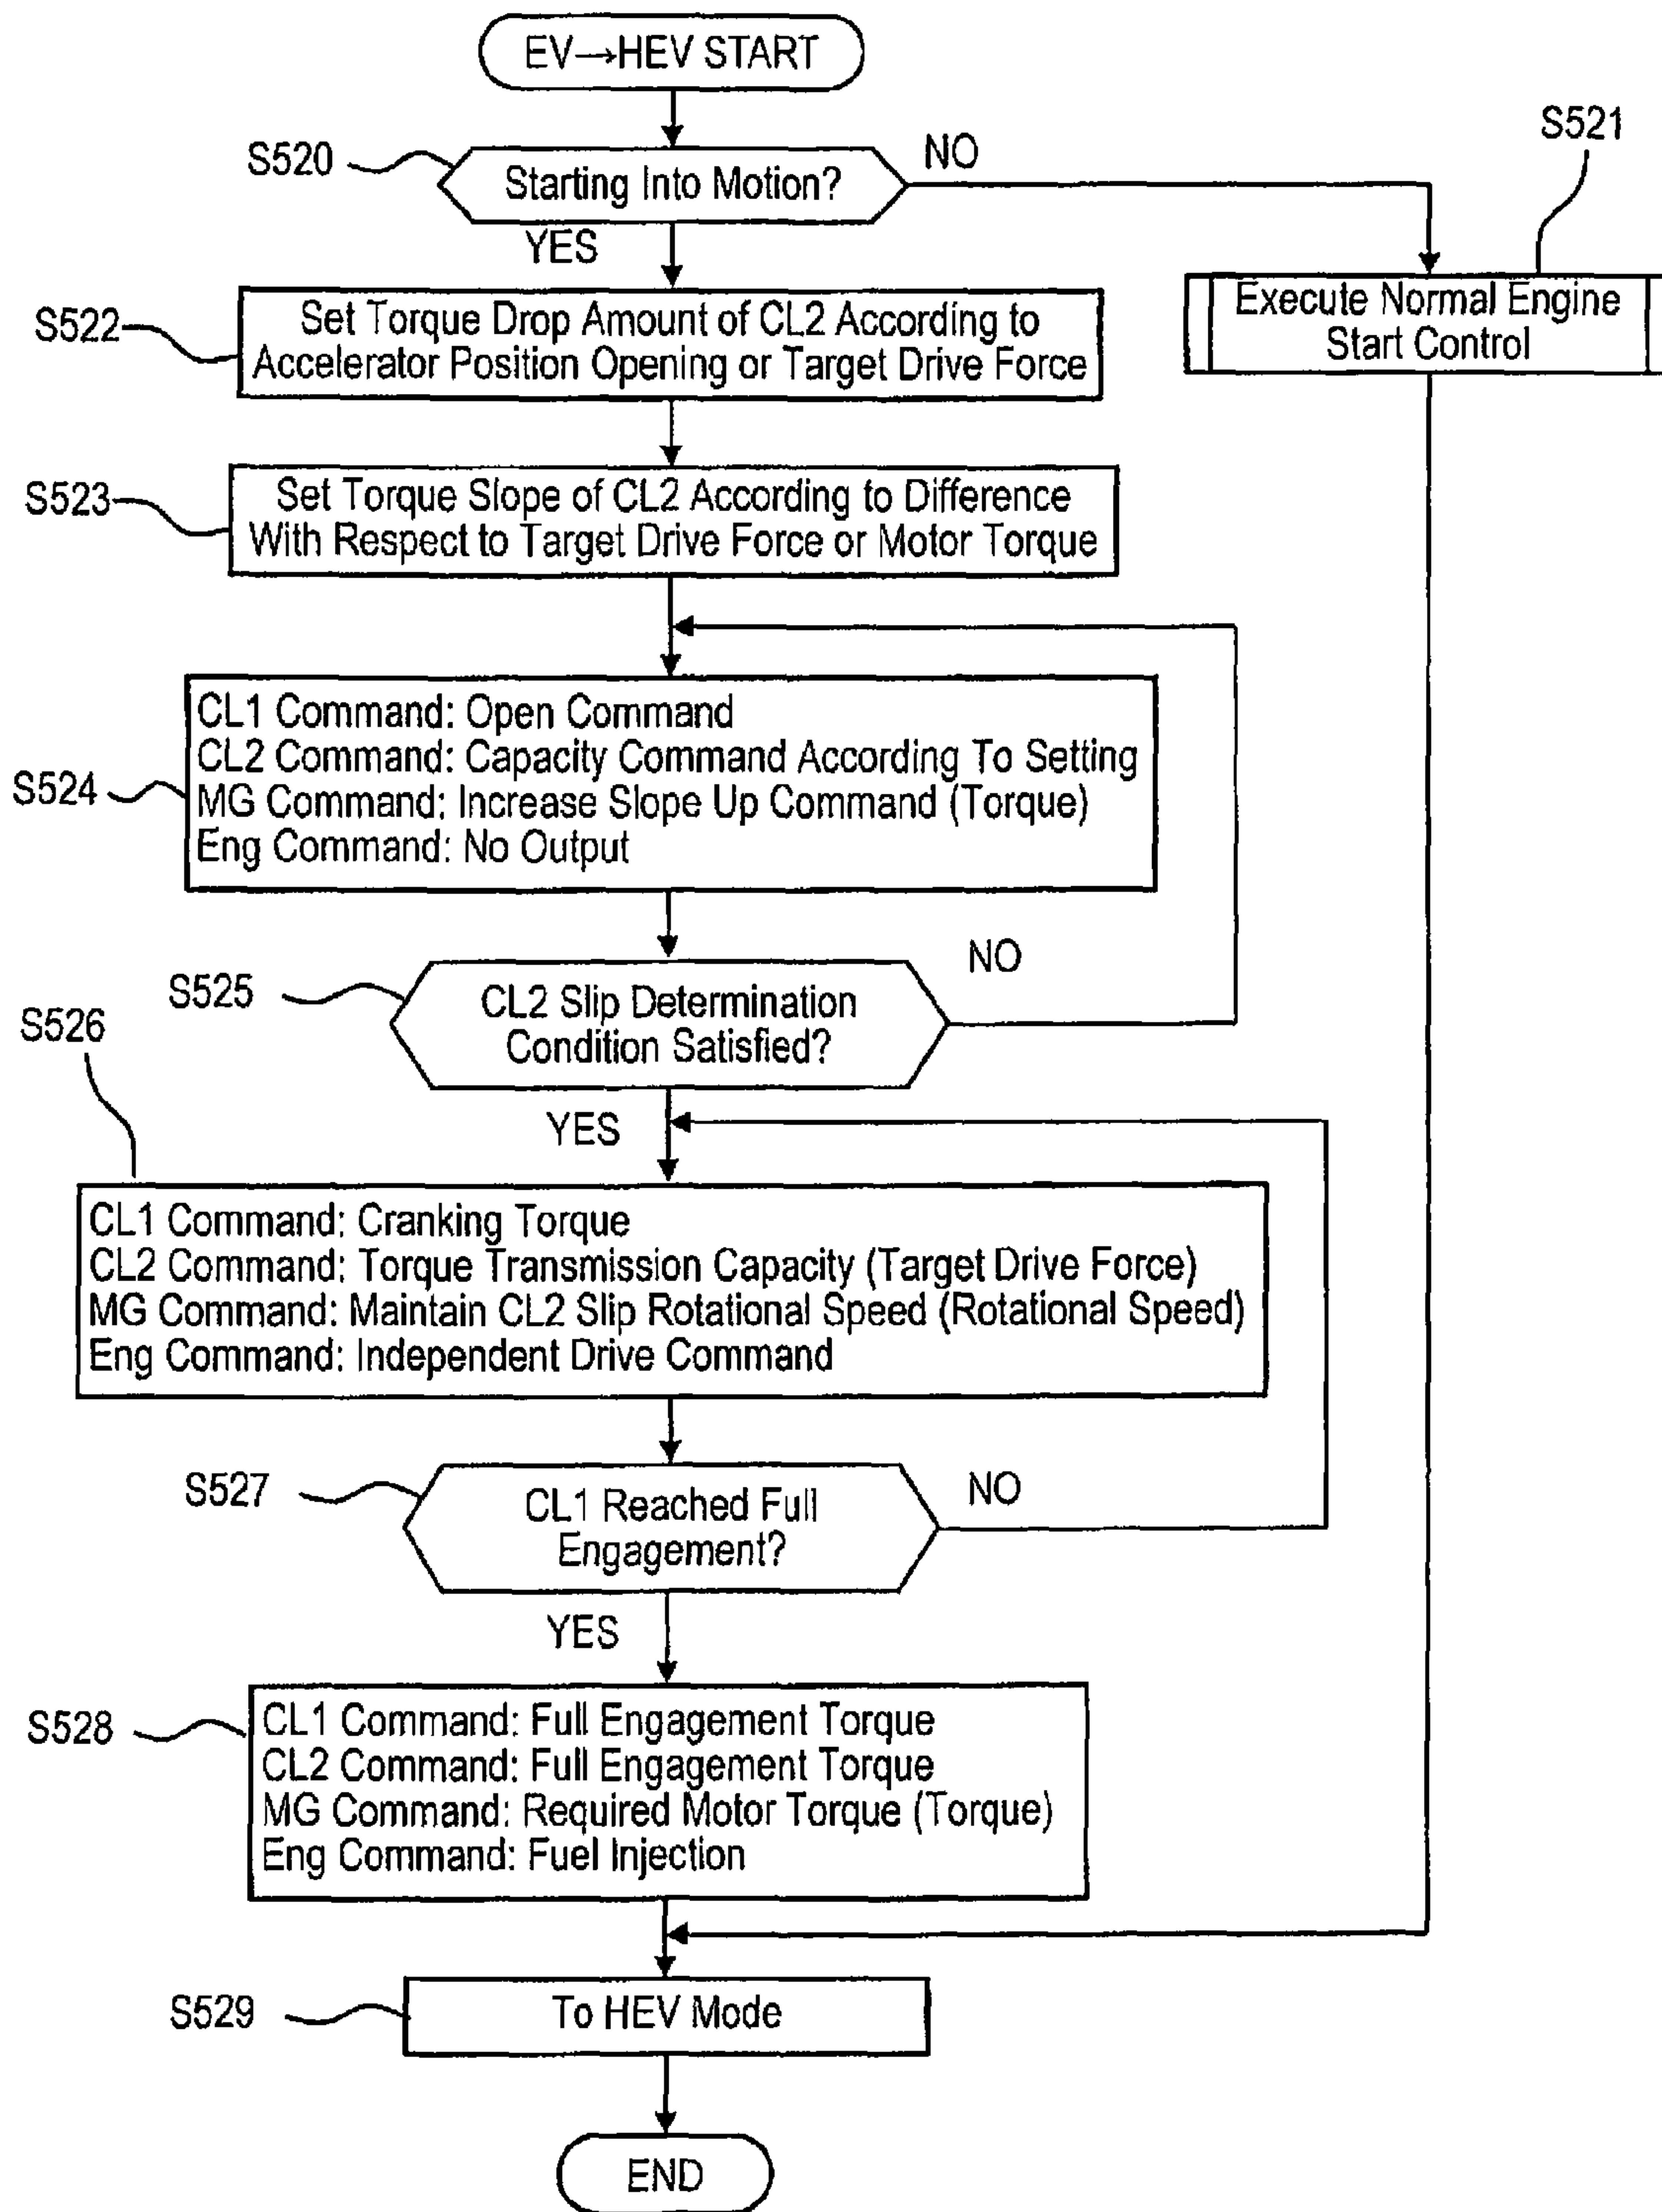 EV→HEV START
S520
Starting Into Motion?
NO
S521
YES
Execute Normal Engine
Start Control
S522
Set Torque Drop Amount of CL2 According to
Accelerator Position Opening or Target Drive Force
S523
Set Torque Slope of CL2 According to Difference
With Respect to Target Drive Force or Motor Torque
S524
CL1 Command: Open Command
CL2 Command: Capacity Command According To Setting
MG Command: Increase Slope Up Command (Torque)
Eng Command: No Output
S525
CL2 Slip Determination
Condition Satisfied?
NO
YES
S526
CL1 Command: Cranking Torque
CL2 Command: Torque Transmission Capacity (Target Drive Force)
MG Command: Maintain CL2 Slip Rotational Speed (Rotational Speed)
Eng Command: Independent Drive Command
S527
CL1 Reached Full
Engagement?
NO
YES
S528
CL1 Command: Full Engagement Torque
CL2 Command: Full Engagement Torque
MG Command: Required Motor Torque (Torque)
Eng Command: Fuel Injection
S529
To HEV Mode
END